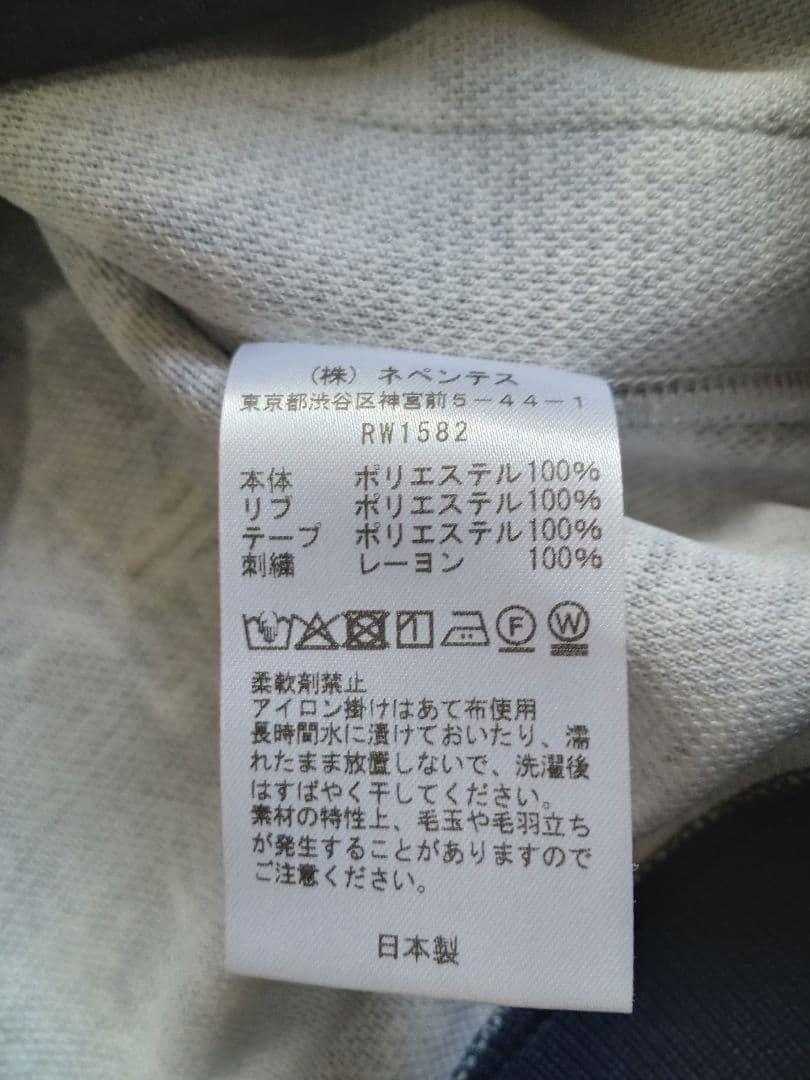 (株) ネペンテス
東京都渋谷区神宮前5-44-1
RW1582
本体 ポリエステル100%
リブ ポリエステル100%
テープ ポリエステル100%
刺繍 レーヨン 100%
F W
柔軟剤禁止
アイロン掛けはあて布使用
長時間水に漬けておいたり、濡
れたまま放置しないで、洗濯後
はすばやく干してください。
素材の特性上、毛玉や毛羽立ち
が発生することがありますので
ご注意ください。
日本製